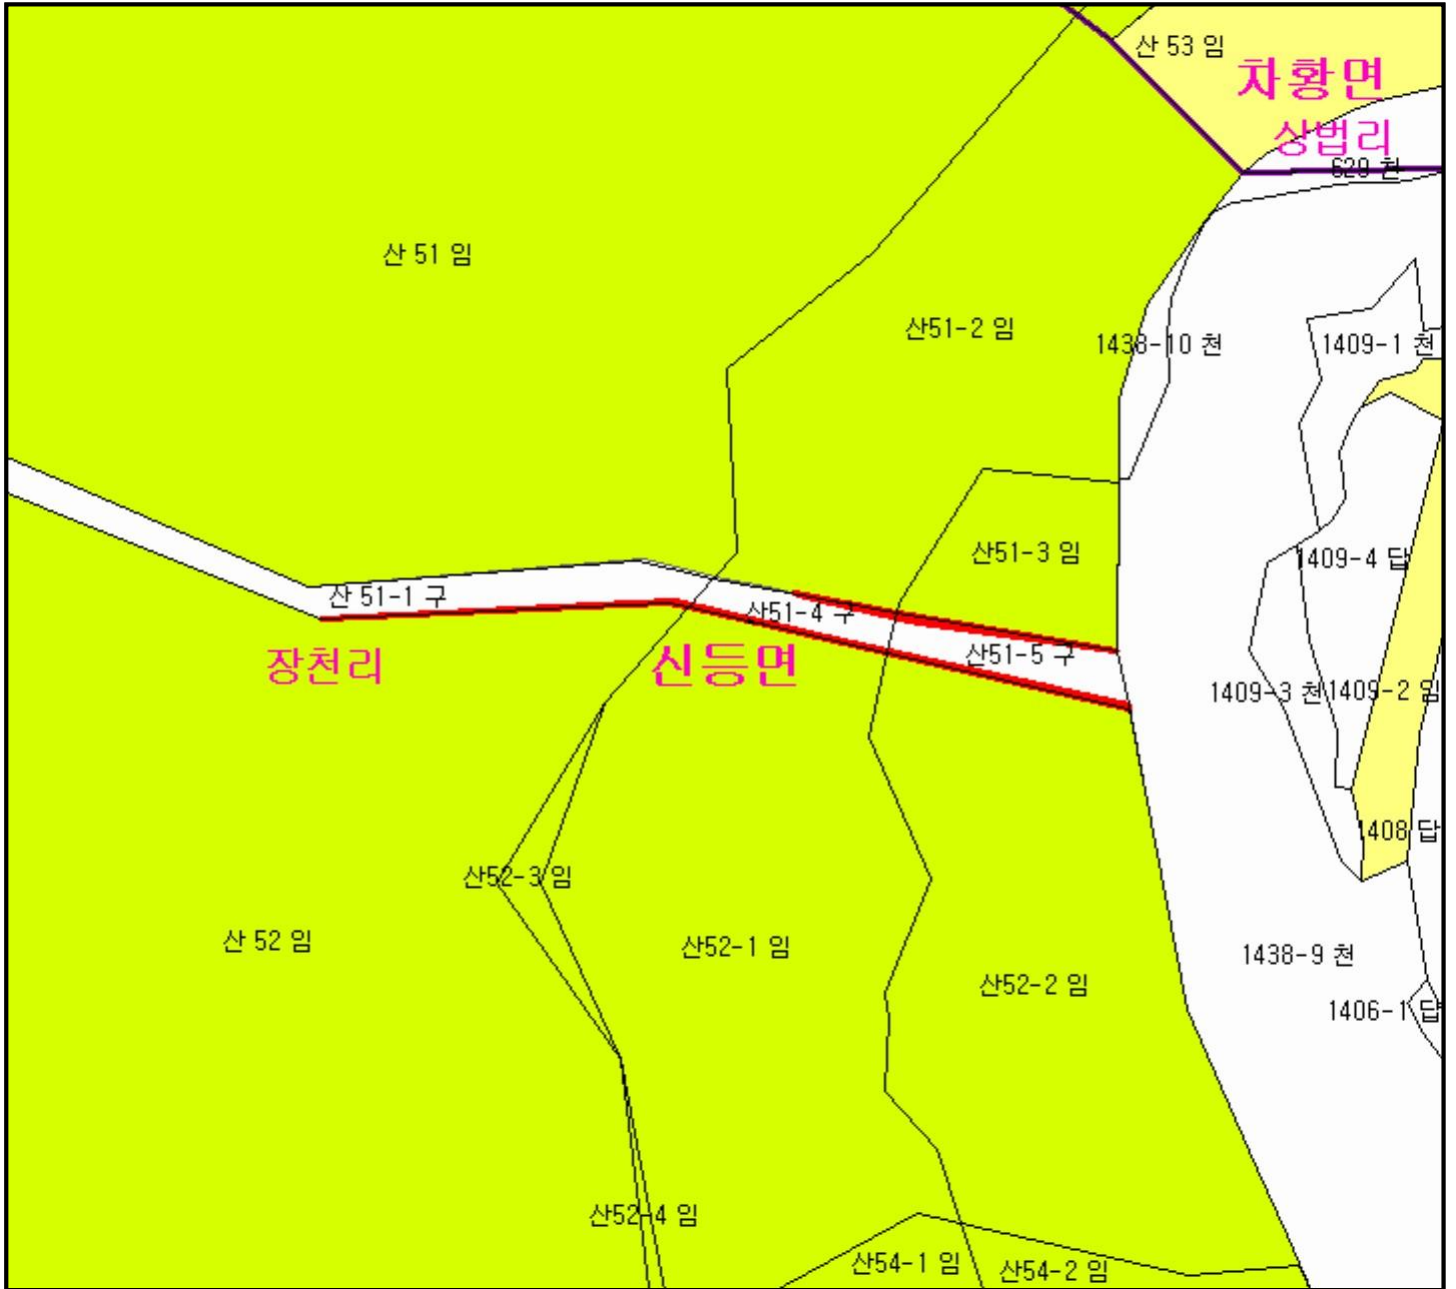 산 53 임
차황면
상법리
629 천
산 51 임
산51-2 임
1438-10 천
1409-1 천
산51-3 임
1409-4 답
산 51-1 구
산51-4 구
산51-5 구
장천리
신등면
1409-3 천
1409-2 임
1408 답
산52-3 임
산 52 임
산52-1 임
1438-9 천
산52-2 임
1406-1 답
산52-4 임
산54-1 임
산54-2 임